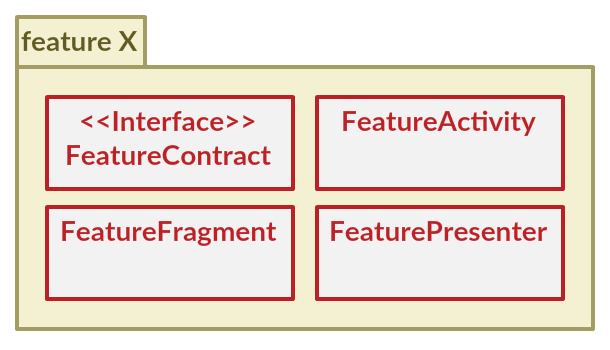 feature X
<<Interface>>
FeatureContract
FeatureActivity
FeatureFragment
FeaturePresenter